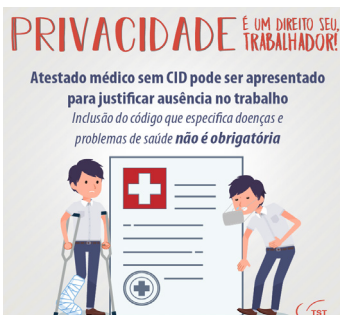 PRIVACIDADE É UM DIREITO SEU, TRABALHADOR!
Atestado médico sem CID pode ser apresentado
para justificar ausência no trabalho
Inclusão do código que especifica doenças e
problemas de saúde não é obrigatória
TST